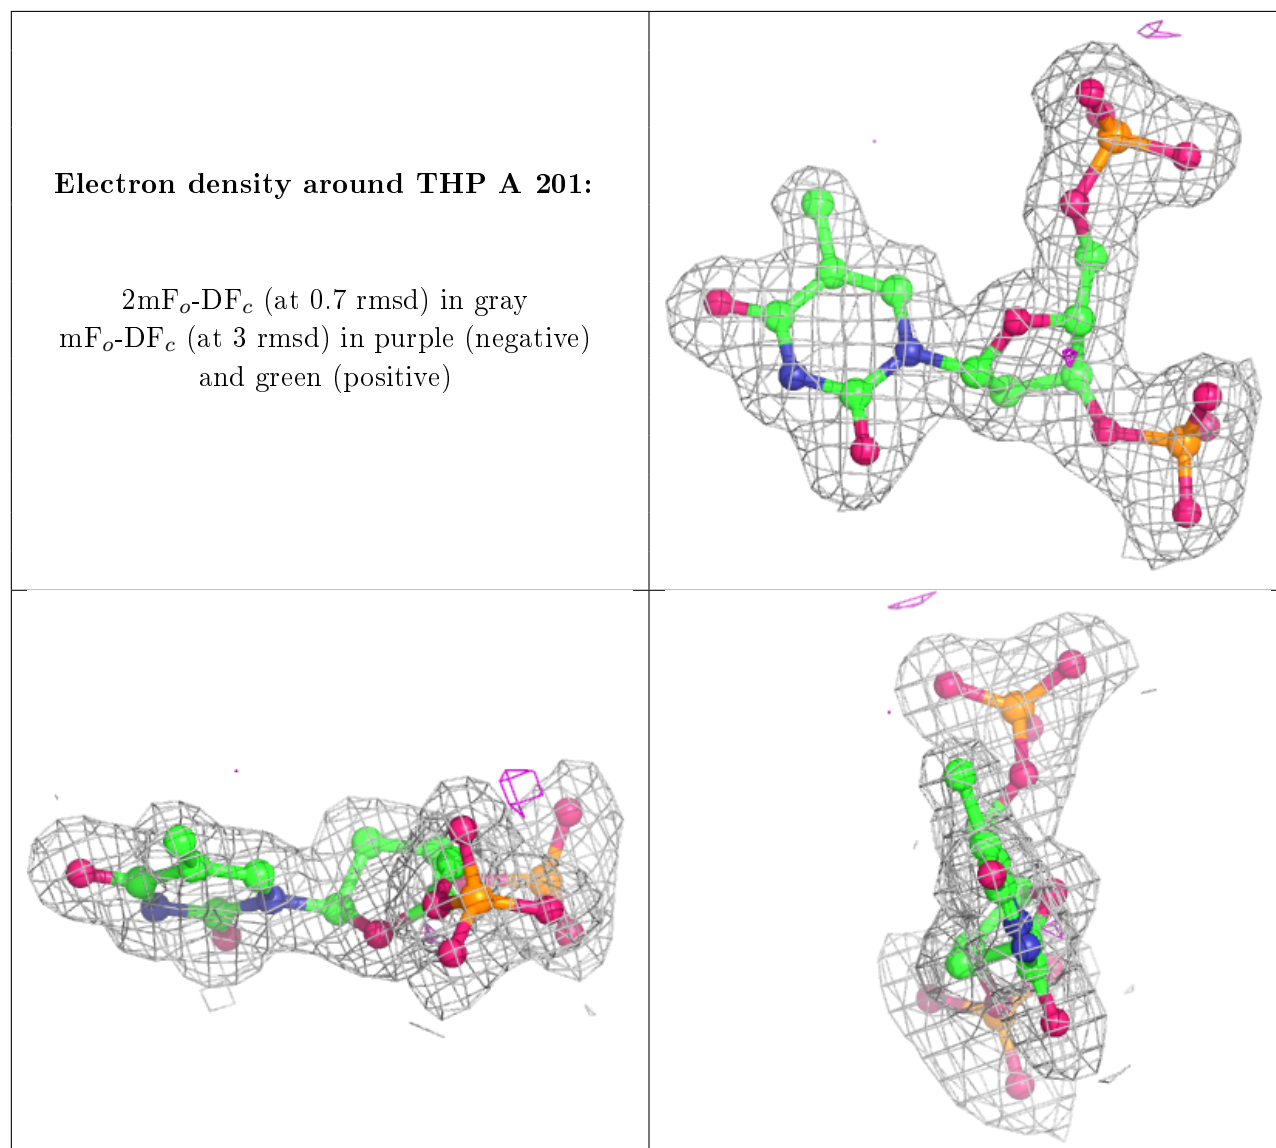 Electron density around THP A 201:
2mFo-DFc (at 0.7 rmsd) in gray
mFo-DFc (at 3 rmsd) in purple (negative)
and green (positive)